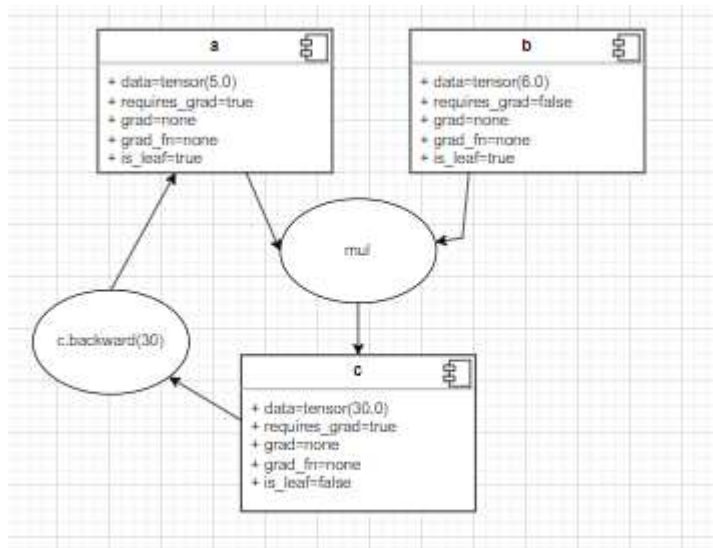 a
+ data=tensor(5.0)
+ requires_grad=true
+ grad=none
+ grad_fn=none
+ is_leaf=true
b
+ data=tensor(6.0)
+ requires_grad=false
+ grad=none
+ grad_fn=none
+ is_leaf=true
mul
c.backward(30)
c
+ data=tensor(30.0)
+ requires_grad=true
+ grad=none
+ grad_fn=none
+ is_leaf=false